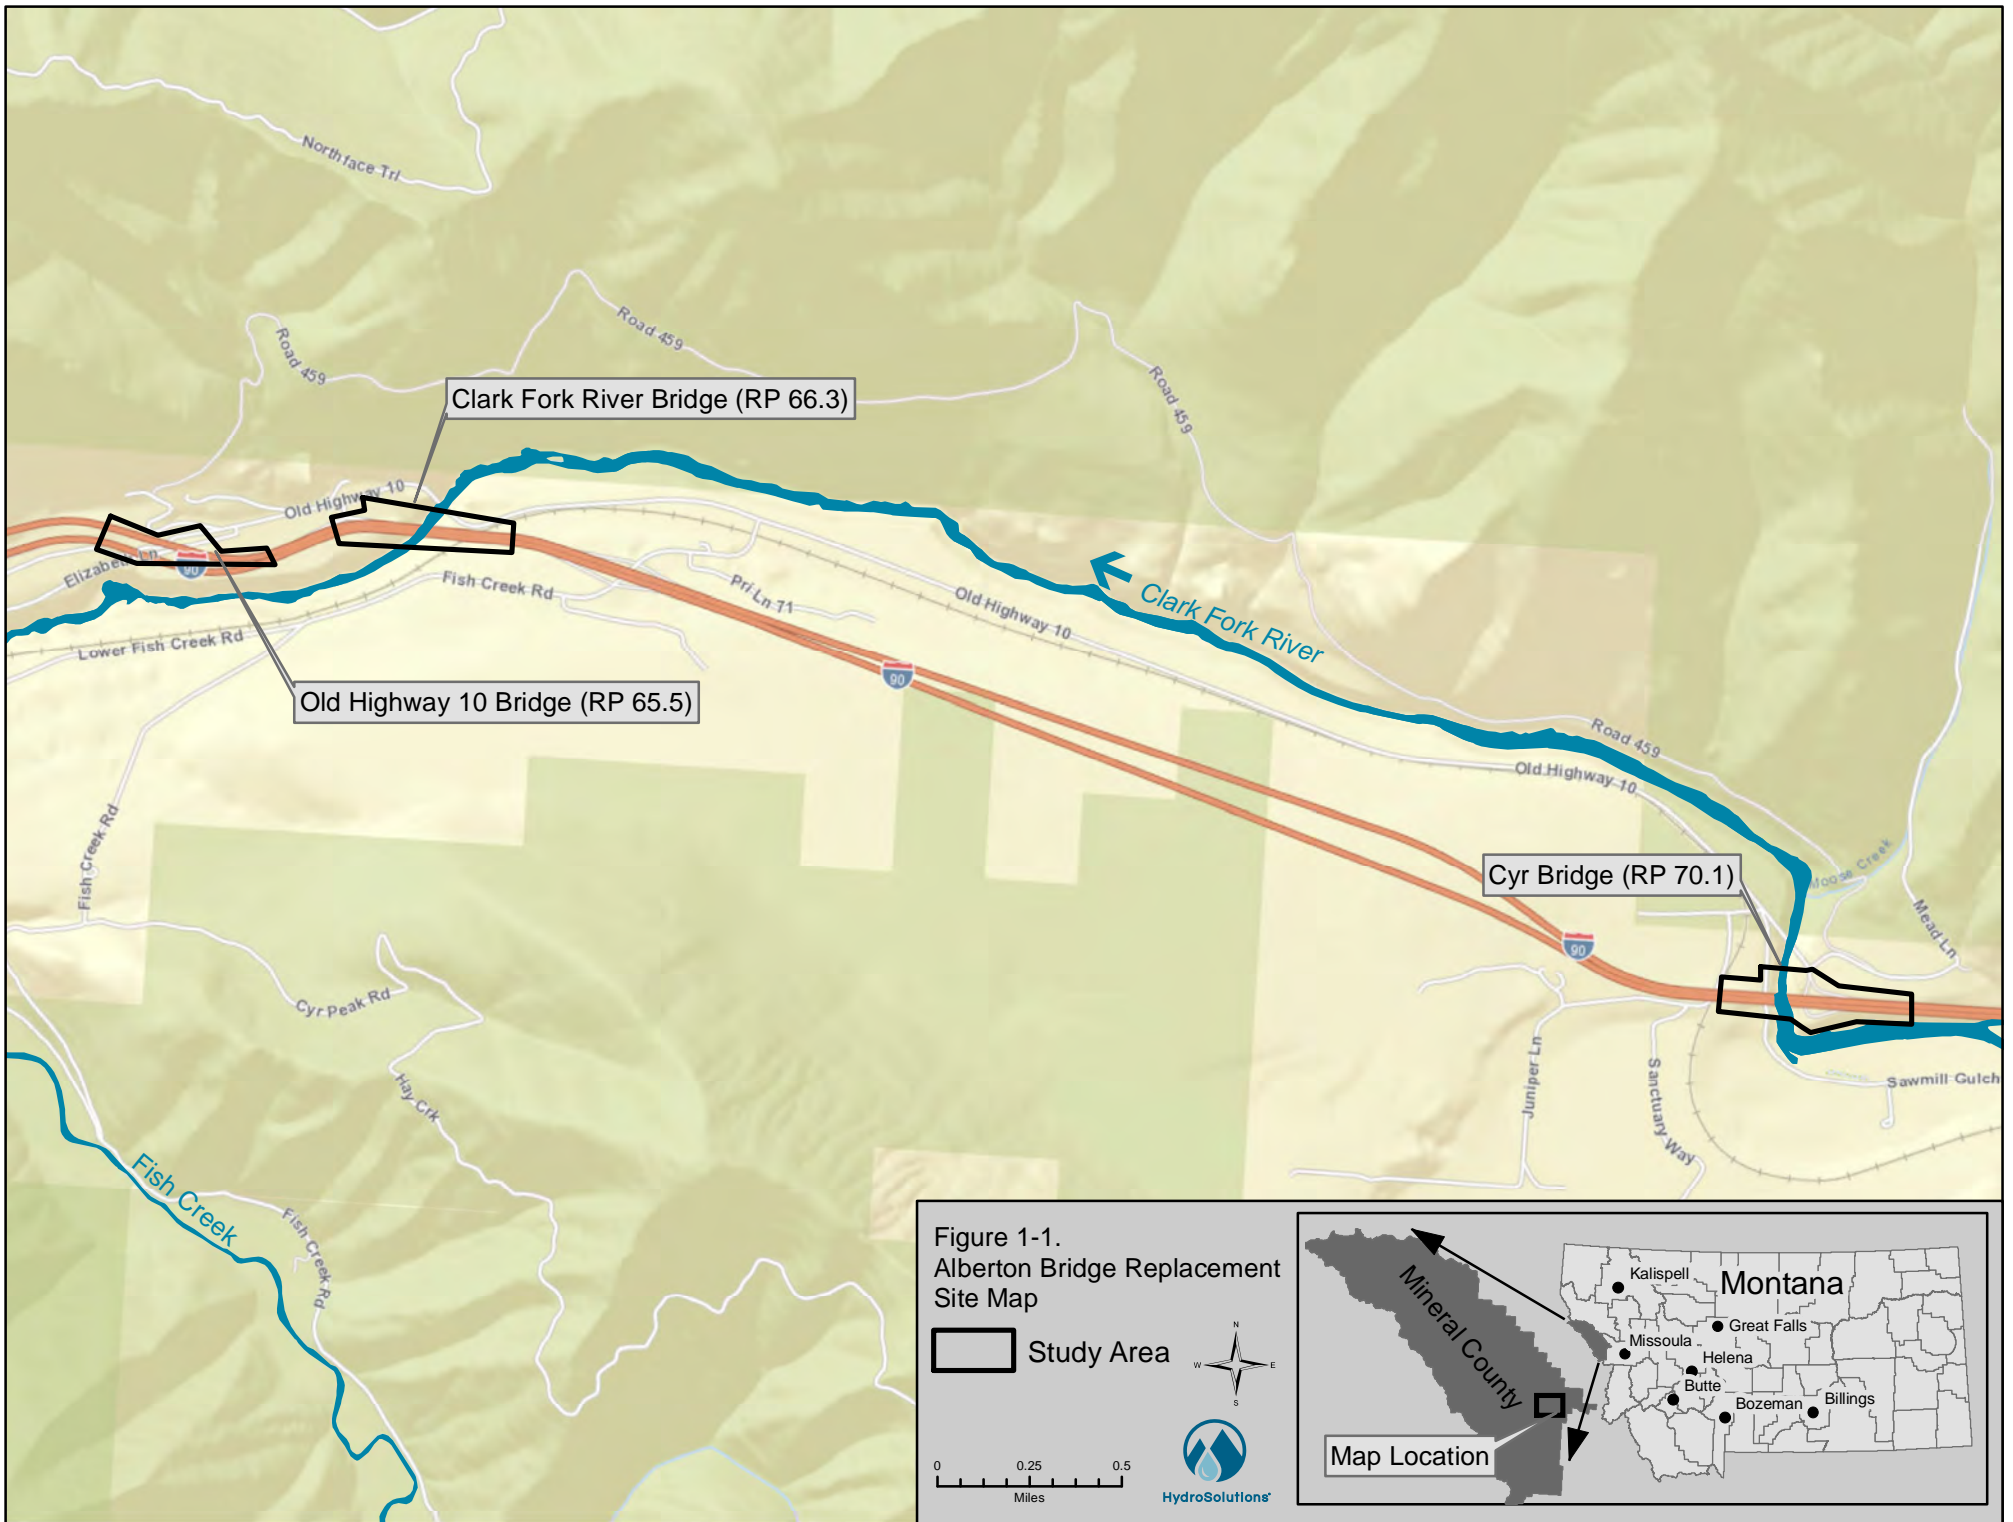 Northface Trl
Road 459
Road 459
Road 459
Clark Fork River Bridge (RP 66.3)
Old Highway 10
Elizabeth Ln
90
Fish Creek Rd
Pri Ln 71
Old Highway 10
Clark Fork River
Lower Fish Creek Rd
90
Old Highway 10 Bridge (RP 65.5)
Road 459
Old Highway 10
Fish Creek Rd
Cyr Bridge (RP 70.1)
Moose Creek
Mead Ln
90
Cyr Peak Rd
Hay Crk
Juniper Ln
Sanctuary Way
Sawmill Gulch
Fish Creek
Fish Creek Rd
Figure 1-1.
Alberton Bridge Replacement
Site Map
Study Area
N
W
E
S
0
0.25
0.5
Miles
HydroSolutions
Mineral County
Map Location
Montana
Kalispell
Great Falls
Missoula
Helena
Butte
Bozeman
Billings